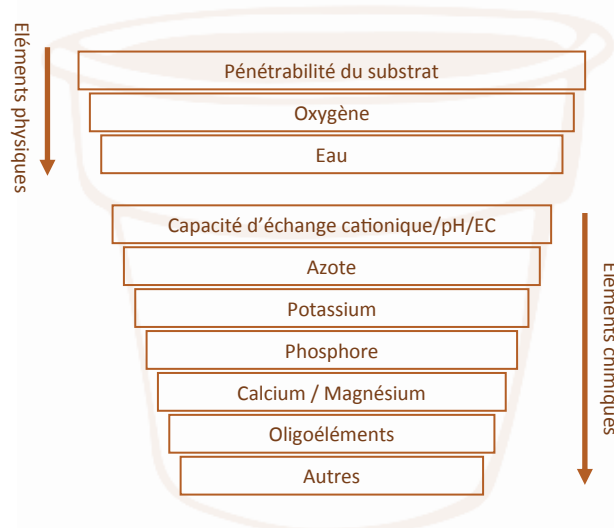 Eléments physiques
Pénétrabilité du substrat
Oxygène
Eau
Capacité d'échange cationique/pH/EC
Azote
Potassium
Phosphore
Calcium / Magnésium
Oligoéléments
Autres
Eléments chimiques